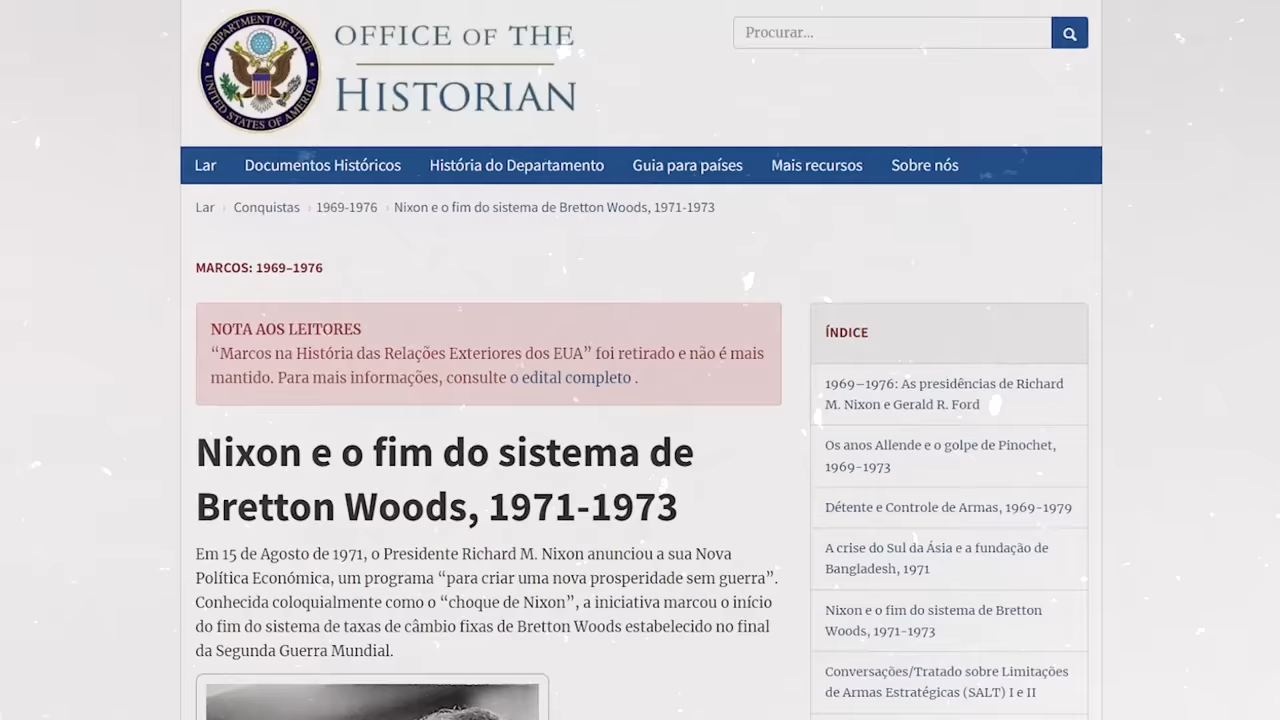 DEPARTMENT OF STATE
UNITED STATES OF AMERICA
OFFICE OF THE
HISTORIAN
Procurar...
Lar
Documentos Históricos
História do Departamento
Guia para países
Mais recursos
Sobre nós
Lar › Conquistas › 1969-1976 › Nixon e o fim do sistema de Bretton Woods, 1971-1973
MARCOS: 1969–1976
NOTA AOS LEITORES
“Marcos na História das Relações Exteriores dos EUA” foi retirado e não é mais
mantido. Para mais informações, consulte o edital completo .
Nixon e o fim do sistema de
Bretton Woods, 1971-1973
Em 15 de Agosto de 1971, o Presidente Richard M. Nixon anunciou a sua Nova
Política Económica, um programa “para criar uma nova prosperidade sem guerra”.
Conhecida coloquialmente como o “choque de Nixon”, a iniciativa marcou o início
do fim do sistema de taxas de câmbio fixas de Bretton Woods estabelecido no final
da Segunda Guerra Mundial.
ÍNDICE
1969–1976: As presidências de Richard
M. Nixon e Gerald R. Ford
Os anos Allende e o golpe de Pinochet,
1969-1973
Détente e Controle de Armas, 1969-1979
A crise do Sul da Ásia e a fundação de
Bangladesh, 1971
Nixon e o fim do sistema de Bretton
Woods, 1971-1973
Conversações/Tratado sobre Limitações
de Armas Estratégicas (SALT) I e II